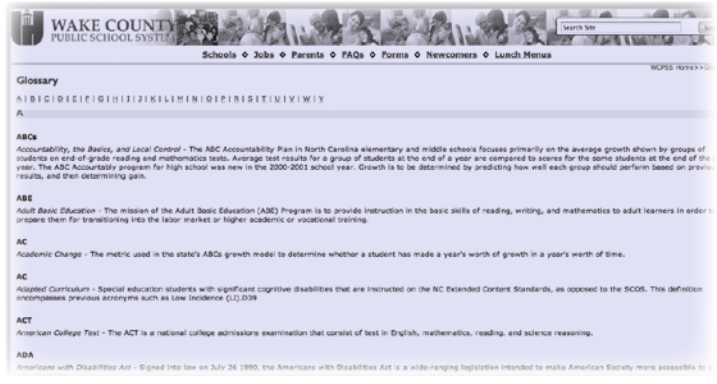 WAKE COUNTY
PUBLIC SCHOOL SYSTEM
Search Site
Schools ◆ Jobs ◆ Parents ◆ FAQs ◆ Forms ◆ Newcomers ◆ Lunch Menus
WCPSS Home>>
Glossary
A | B | C | D | E | F | G | H | I | J | K | L | M | N | O | P | R | S | T | U | V | W | Y
A
ABCs
Accountability, the Basics, and Local Control - The ABC Accountability Plan in North Carolina elementary and middle schools focuses primarily on the average growth shown by groups of
students on end-of-grade reading and mathematics tests. Average test results for a group of students at the end of a year are compared to scores for the same students at the end of the
year. The ABC Accountably program for high school was new in the 2000-2001 school year. Growth is to be determined by predicting how well each group should perform based on
results, and then determining gain.
ABE
Adult Basic Education - The mission of the Adult Basic Education (ABE) Program is to provide instruction in the basic skills of reading, writing, and mathematics to adult learners in order
prepare them for transitioning into the labor market or higher academic or vocational training.
AC
Academic Change - The metric used in the state's ABCs growth model to determine whether a student has made a year's worth of growth in a year's worth of time.
AC
Adapted Curriculum - Special education students with significant cognitive disabilities that are instructed on the NC Extended Content Standards, as opposed to the SCOS. This definition
encompasses previous acronyms such as Low Incidence (LI).D39
ACT
American College Test - The ACT is a national college admissions examination that consist of test in English, mathematics, reading, and science reasoning.
ADA
Americans with Disabilities Act - Signed into law on July 26 1990, the Americans with Disabilities Act is a wide-ranging legislation intended to make American Society more accessible to